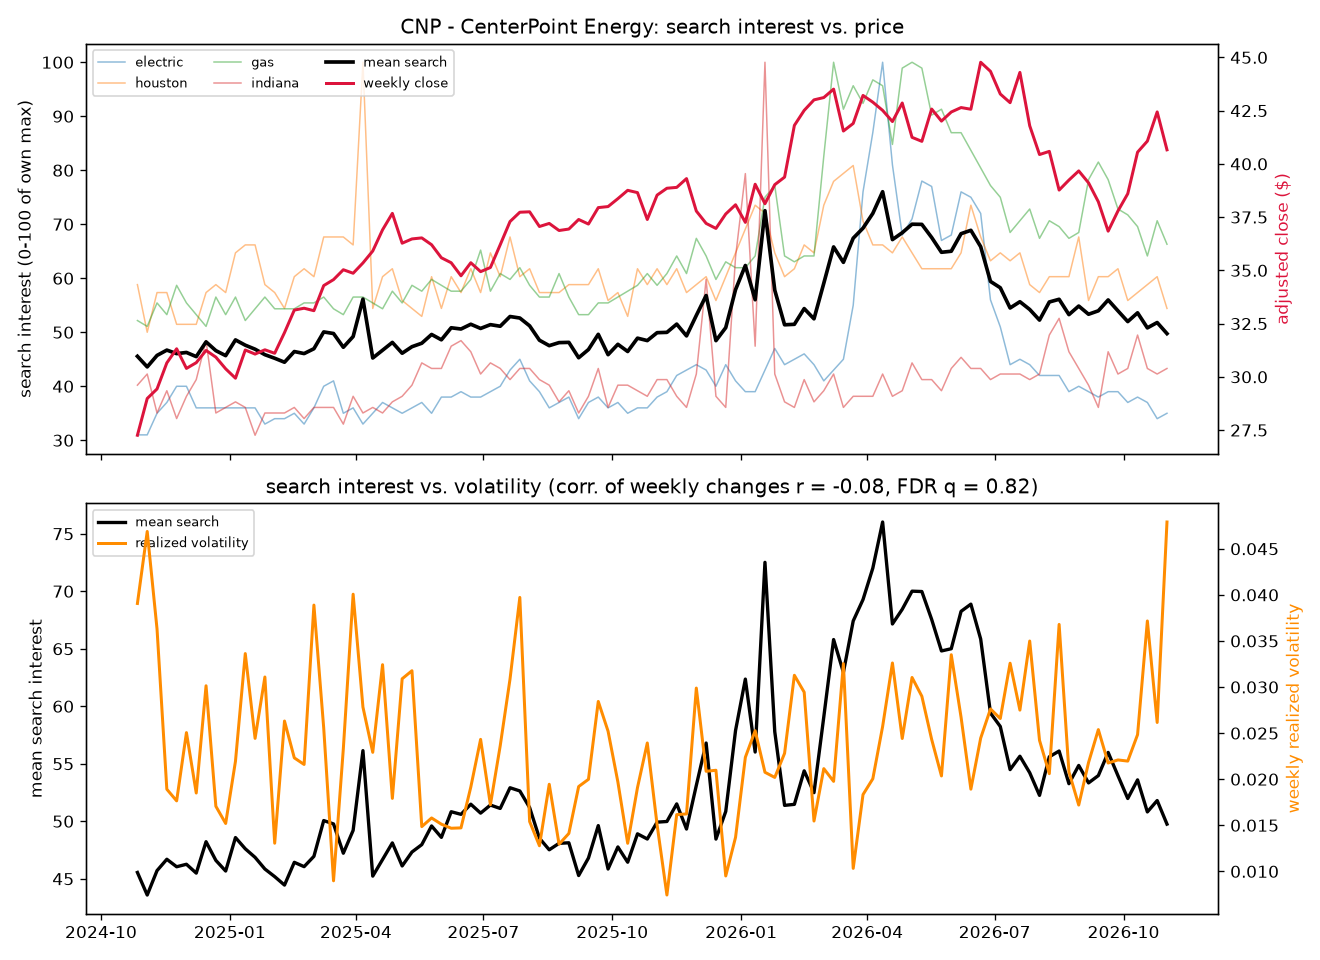 CNP - CenterPoint Energy: search interest vs. price
electric
houston
gas
indiana
mean search
weekly close
search interest (0-100 of own max)
100
90
80
70
60
50
40
30
45.0
42.5
40.0
37.5
35.0
32.5
30.0
27.5
adjusted close ($)
search interest vs. volatility (corr. of weekly changes r = -0.08, FDR q = 0.82)
mean search
realized volatility
mean search interest
75
70
65
60
55
50
45
0.045
0.040
0.035
0.030
0.025
0.020
0.015
0.010
weekly realized volatility
2024-10
2025-01
2025-04
2025-07
2025-10
2026-01
2026-04
2026-07
2026-10